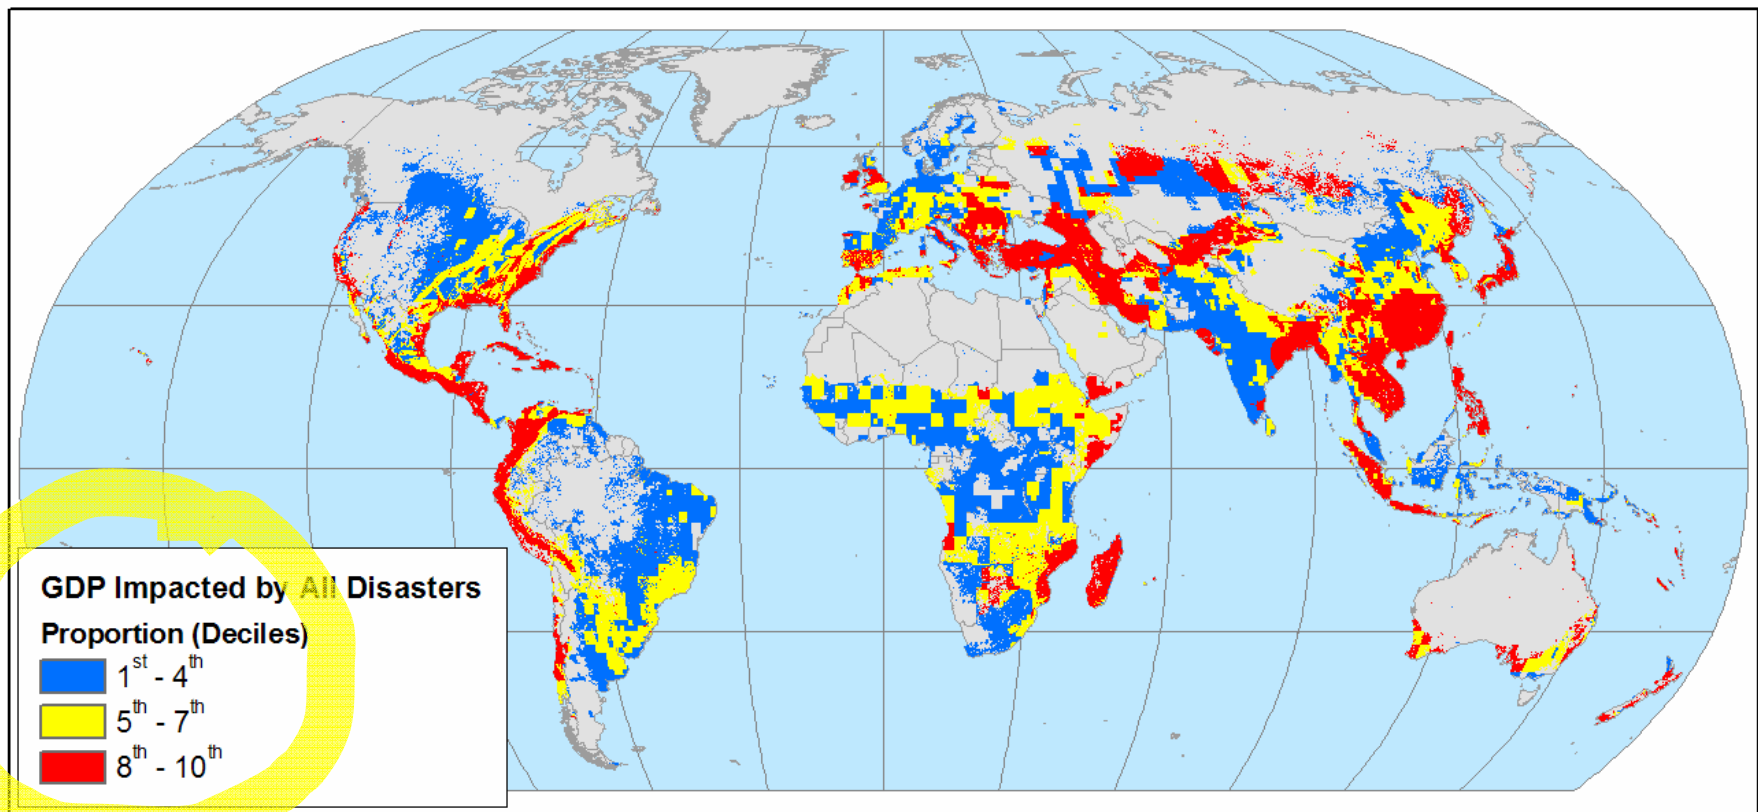 GDP Impacted by All Disasters
Proportion (Deciles)
1st - 4th
5th - 7th
8th - 10th